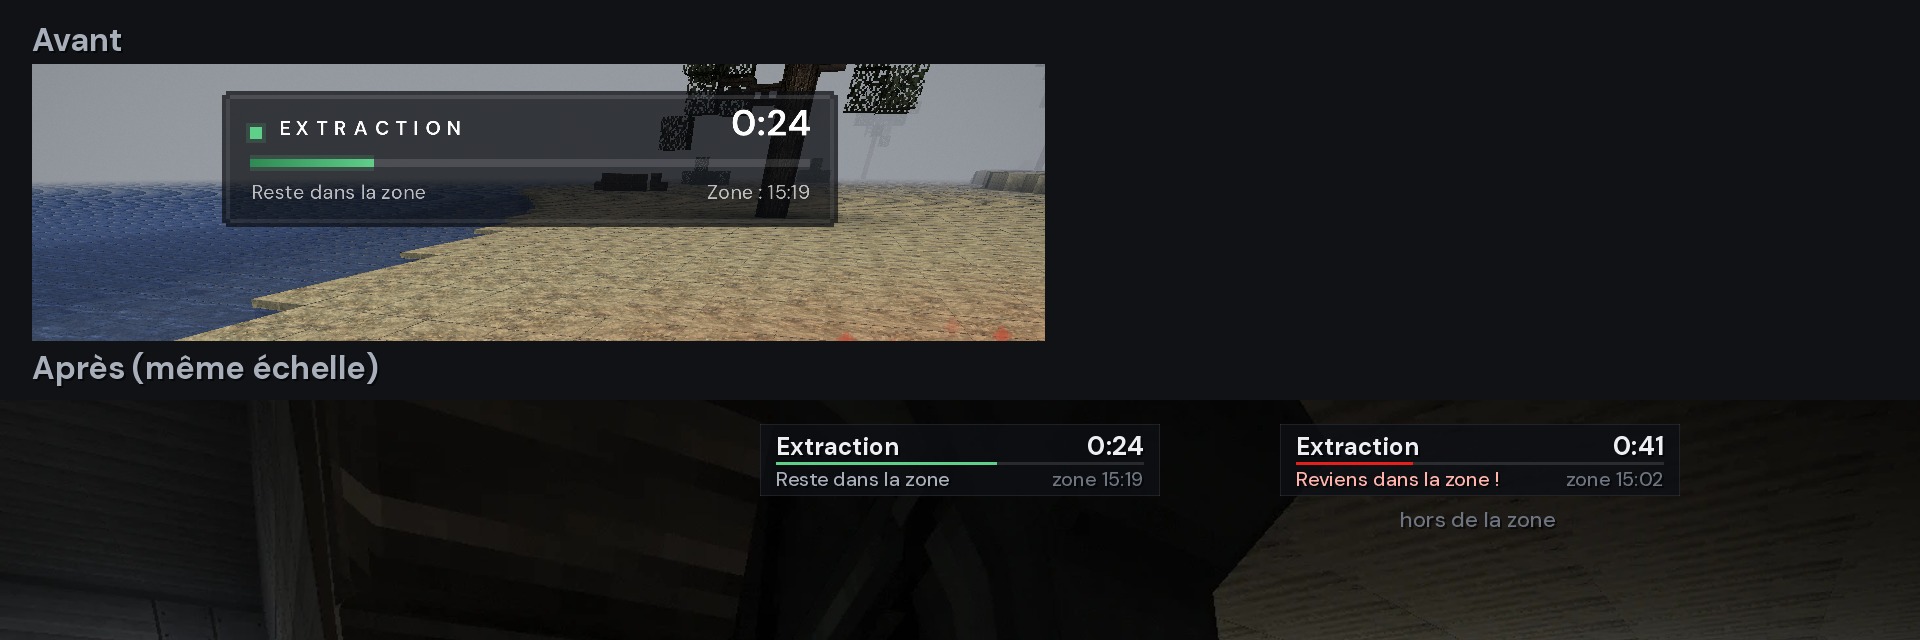 Avant
EXTRACTION 0:24
Reste dans la zone Zone : 15:19
Après (même échelle)
Extraction 0:24
Reste dans la zone zone 15:19
Extraction 0:41
Reviens dans la zone ! zone 15:02
hors de la zone